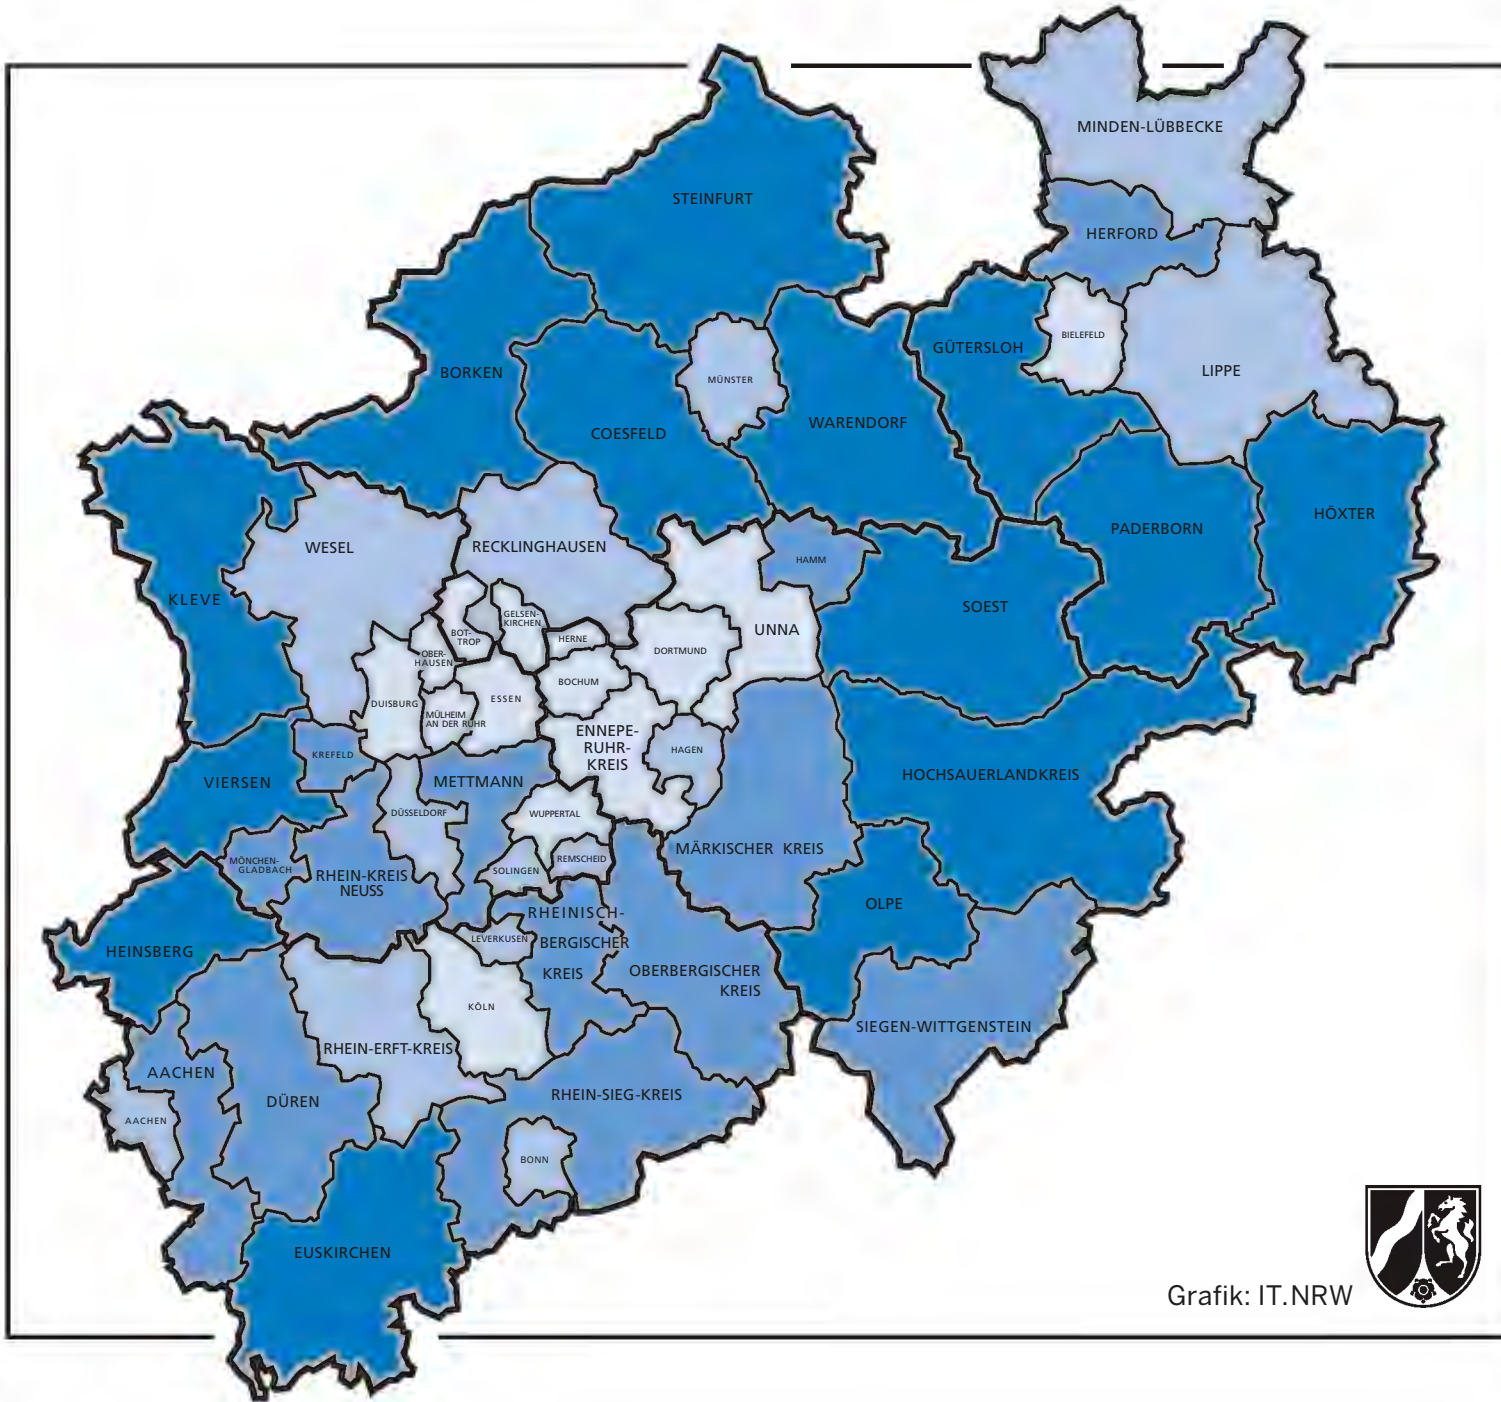 MINDEN-LÜBBECKE
STEINFURT
HERFORD
BIELEFELD
GÜTERSLOH
LIPPE
BORKEN
MÜNSTER
WARENDORF
COESFELD
HÖXTER
PADERBORN
WESEL
RECKLINGHAUSEN
HAMM
KLEVE
SOEST
GELSEN-
KIRCHEN
BOT-
TROP
HERNE
UNNA
DORTMUND
OBER-
HAUSEN
BOCHUM
DUISBURG
ESSEN
MÜLHEIM
AN DER RUHR
ENNEPE-
RUHR-
KREIS
HAGEN
KREFELD
HOCHSAUERLANDKREIS
VIERSEN
METTMANN
DÜSSELDORF
WUPPERTAL
MÄRKISCHER KREIS
MÖNCHEN-
GLADBACH
REMSCHEID
SOLINGEN
RHEIN-KREIS
NEUSS
OLPE
RHEINISCH-
BERGISCHER
KREIS
LEVERKUSEN
HEINSBERG
OBERBERGISCHER
KREIS
KÖLN
SIEGEN-WITTGENSTEIN
RHEIN-ERFT-KREIS
AACHEN
DÜREN
RHEIN-SIEG-KREIS
AACHEN
BONN
EUSKIRCHEN
Grafik: IT.NRW